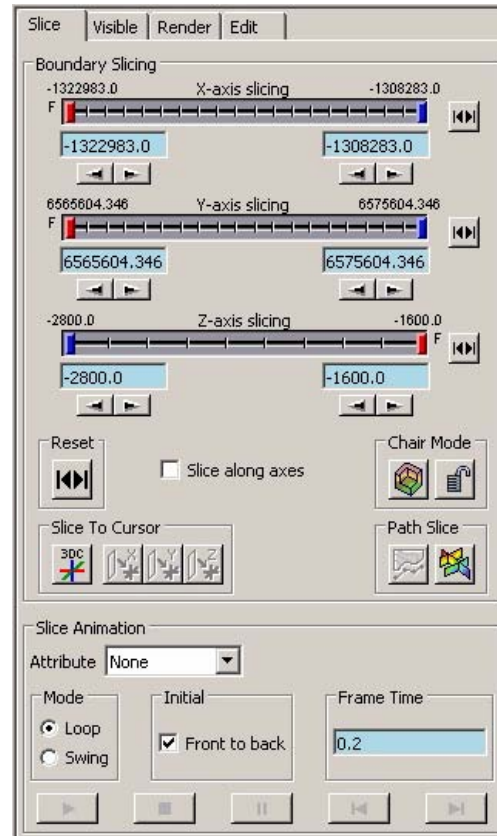 Slice Visible Render Edit
Boundary Slicing
-1322983.0 X-axis slicing -1308283.0
F
-1322983.0 -1308283.0
6565604.346 Y-axis slicing 6575604.346
F
6565604.346 6575604.346
-2800.0 Z-axis slicing -1600.0
F
-2800.0 -1600.0
Reset Slice along axes Chair Mode
Slice To Cursor Path Slice
3DC X Y Z
Slice Animation
Attribute None
Mode Initial Frame Time
Loop Front to back 0.2
Swing